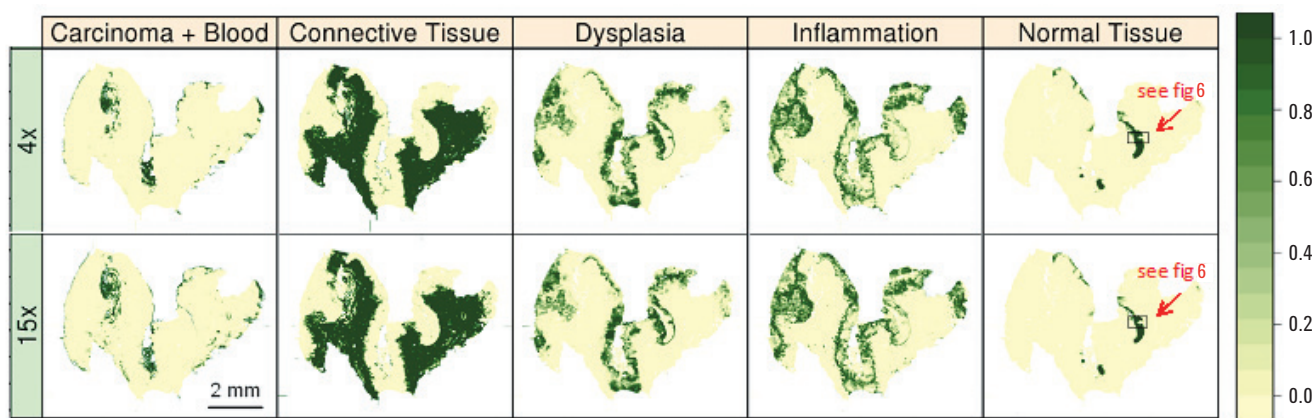 Carcinoma + Blood Connective Tissue Dysplasia Inflammation Normal Tissue
4x
see fig 6
15x
see fig 6
2 mm
1.0
0.8
0.6
0.4
0.2
0.0